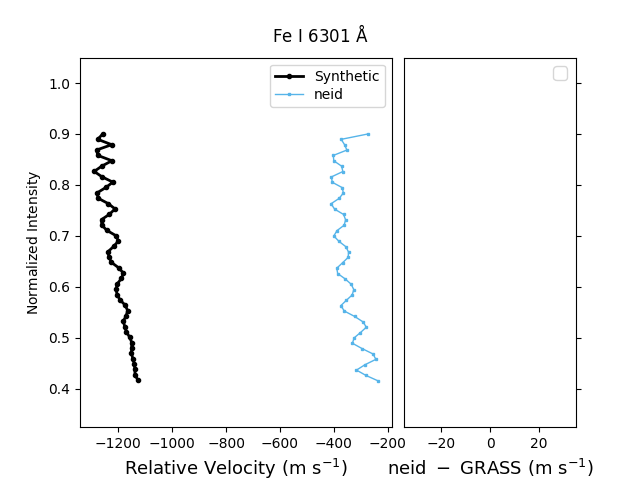 Fe I 6301 Å
Synthetic
neid
Normalized Intensity
1.0
0.9
0.8
0.7
0.6
0.5
0.4
−1200 −1000 −800 −600 −400 −200
−20 0 20
Relative Velocity (m s⁻¹)
neid − GRASS (m s⁻¹)